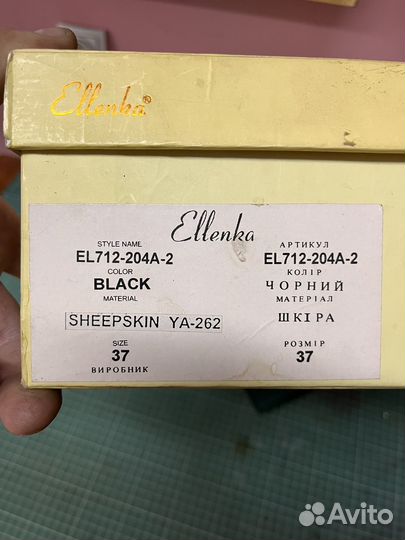 Ellenka®
Ellenka
STYLE NAME
EL712-204A-2
COLOR
BLACK
MATERIAL
SHEEPSKIN YA-262
SIZE
37
ВИРОБНИК
АРТИКУЛ
EL712-204A-2
КОЛІР
ЧОРНИЙ
МАТЕРІАЛ
ШКІРА
РОЗМІР
37
Avito